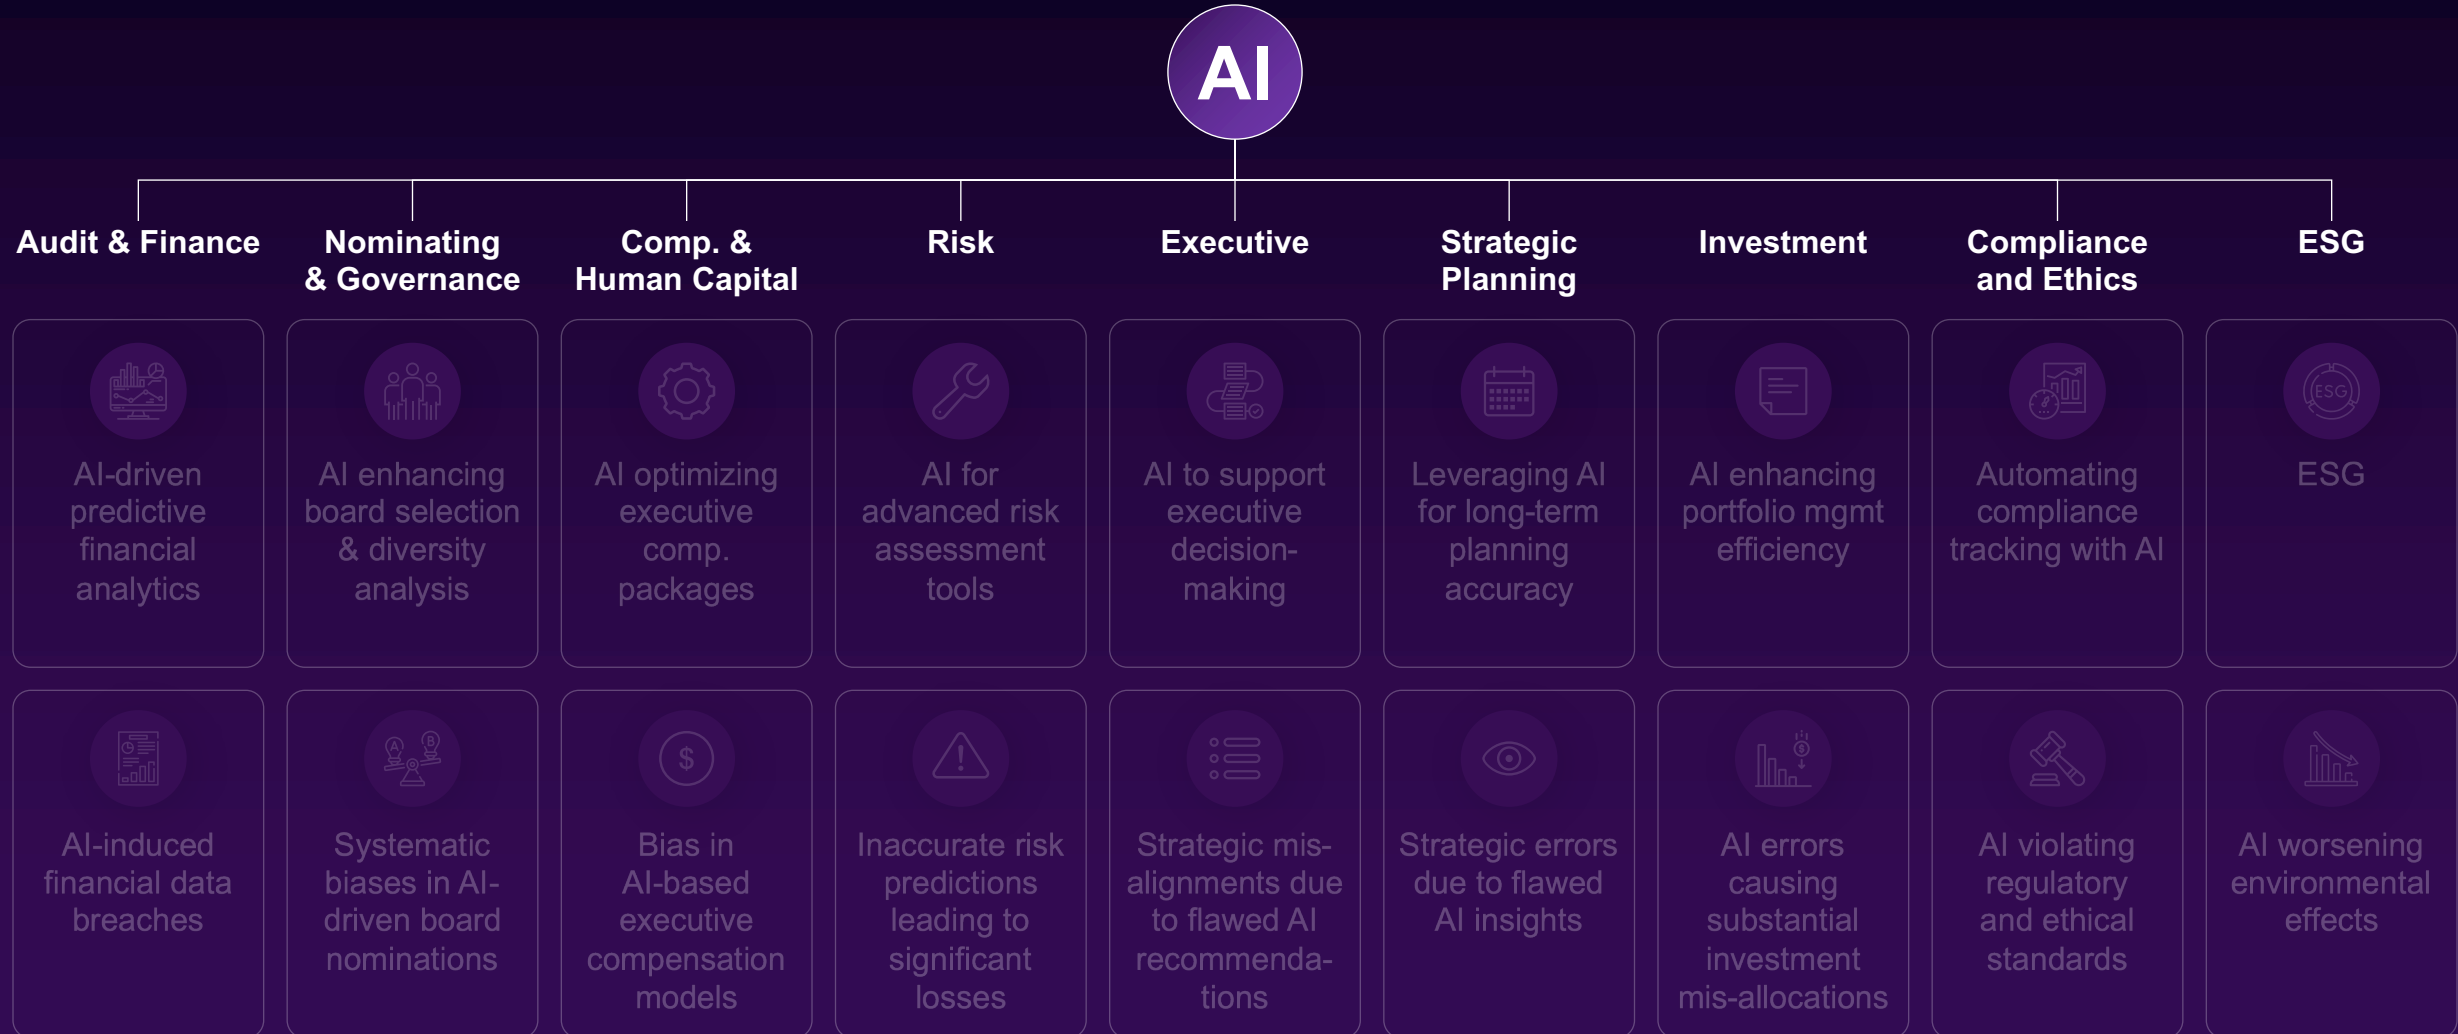 AI
Audit & Finance
Nominating
& Governance
Comp. &
Human Capital
Risk
Executive
Strategic
Planning
Investment
Compliance
and Ethics
ESG
AI-driven
predictive
financial
analytics
AI enhancing
board selection
& diversity
analysis
AI optimizing
executive
comp.
packages
AI for
advanced risk
assessment
tools
AI to support
executive
decision-
making
Leveraging AI
for long-term
planning
accuracy
AI enhancing
portfolio mgmt
efficiency
Automating
compliance
tracking with AI
ESG
ESG
AI-induced
financial data
breaches
A
B
Systematic
biases in AI-
driven board
nominations
$
Bias in
AI-based
executive
compensation
models
!
Inaccurate risk
predictions
leading to
significant
losses
Strategic mis-
alignments due
to flawed AI
recommenda-
tions
Strategic errors
due to flawed
AI insights
$
AI errors
causing
substantial
investment
mis-allocations
AI violating
regulatory
and ethical
standards
AI worsening
environmental
effects